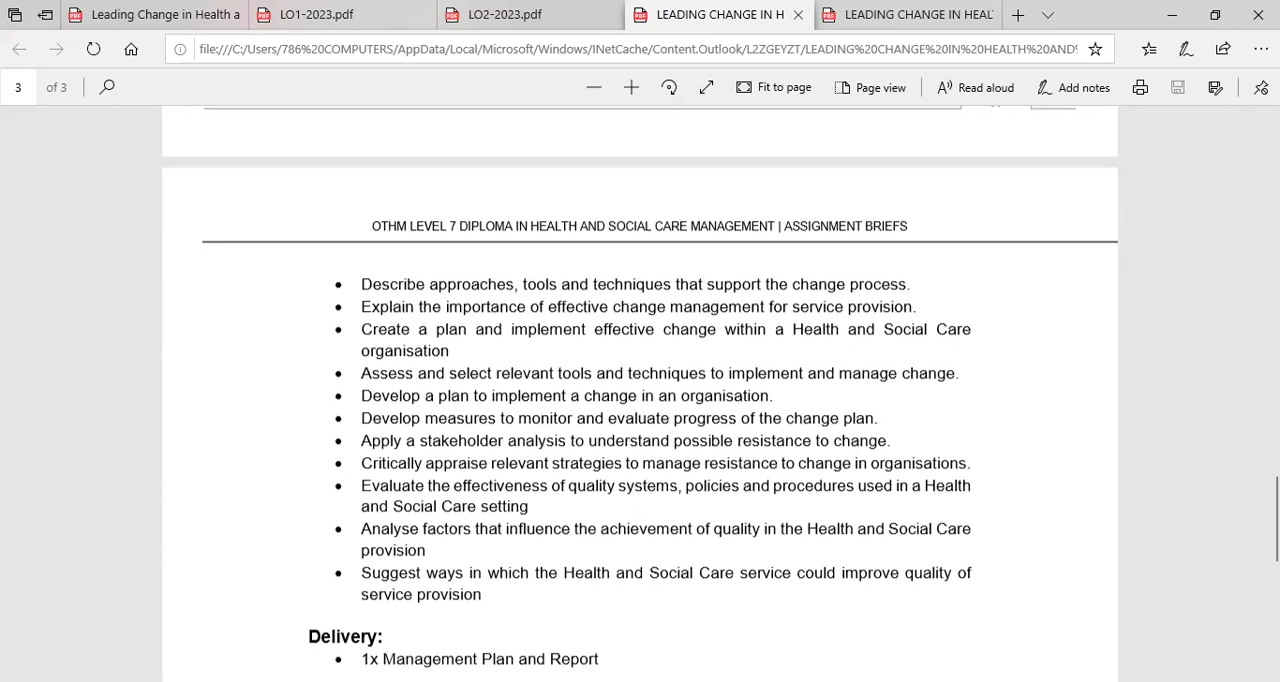 Leading Change in Health a
LO1-2023.pdf
LO2-2023.pdf
LEADING CHANGE IN H
LEADING CHANGE IN HEAL
file:///C:/Users/786%20COMPUTERS/AppData/Local/Microsoft/Windows/INetCache/Content.Outlook/L2ZGEYZT/LEADING%20CHANGE%20IN%20HEALTH%20AND%
3 of 3
Fit to page
Page view
Read aloud
Add notes
OTHM LEVEL 7 DIPLOMA IN HEALTH AND SOCIAL CARE MANAGEMENT | ASSIGNMENT BRIEFS
• Describe approaches, tools and techniques that support the change process.
• Explain the importance of effective change management for service provision.
• Create a plan and implement effective change within a Health and Social Care
organisation
• Assess and select relevant tools and techniques to implement and manage change.
• Develop a plan to implement a change in an organisation.
• Develop measures to monitor and evaluate progress of the change plan.
• Apply a stakeholder analysis to understand possible resistance to change.
• Critically appraise relevant strategies to manage resistance to change in organisations.
• Evaluate the effectiveness of quality systems, policies and procedures used in a Health
and Social Care setting
• Analyse factors that influence the achievement of quality in the Health and Social Care
provision
• Suggest ways in which the Health and Social Care service could improve quality of
service provision
Delivery:
• 1x Management Plan and Report